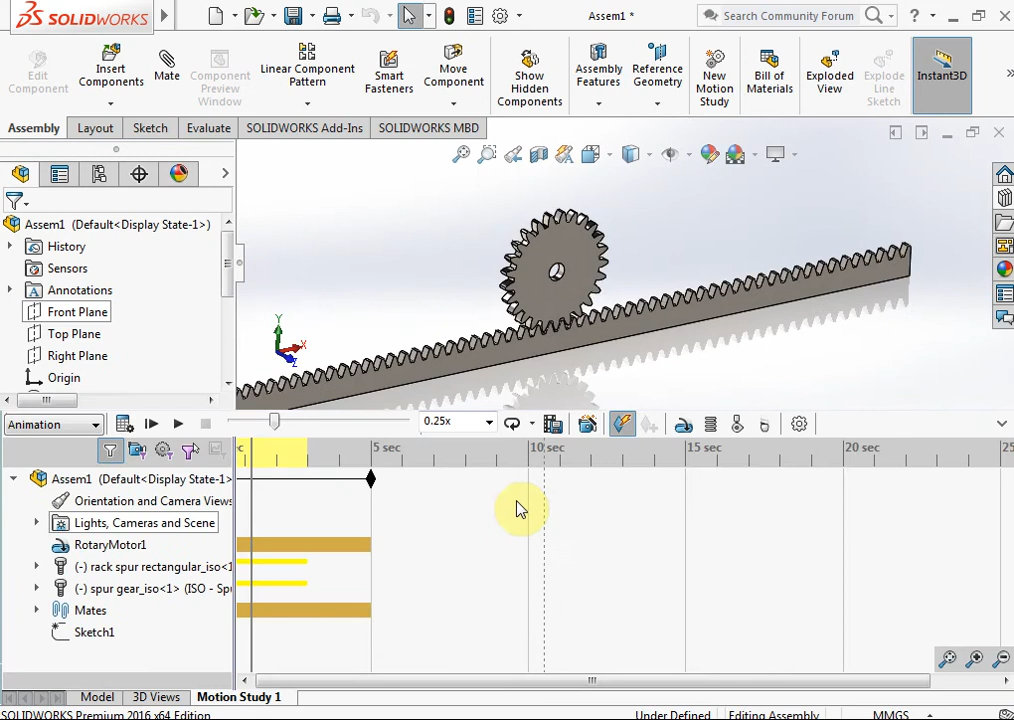 SOLIDWORKS
Assem1 *
Search Community Forum
Edit Component
Insert Components
Mate
Component Preview Window
Linear Component Pattern
Smart Fasteners
Move Component
Show Hidden Components
Assembly Features
Reference Geometry
New Motion Study
Bill of Materials
Exploded View
Explode Line Sketch
Instant3D
Assembly
Layout
Sketch
Evaluate
SOLIDWORKS Add-Ins
SOLIDWORKS MBD
Assem1 (Default<Display State-1>)
History
Sensors
Annotations
Front Plane
Top Plane
Right Plane
Origin
Y
X
Z
Animation
0.25x
5 sec
10 sec
15 sec
20 sec
25
Assem1 (Default<Display State-1>
Orientation and Camera Views
Lights, Cameras and Scene
RotaryMotor1
(-) rack spur rectangular_iso<1
(-) spur gear_iso<1> (ISO - Spu
Mates
Sketch1
Model
3D Views
Motion Study 1
SOLIDWORKS Premium 2016 x64 Edition
Under Defined
Editing Assembly
MMGS